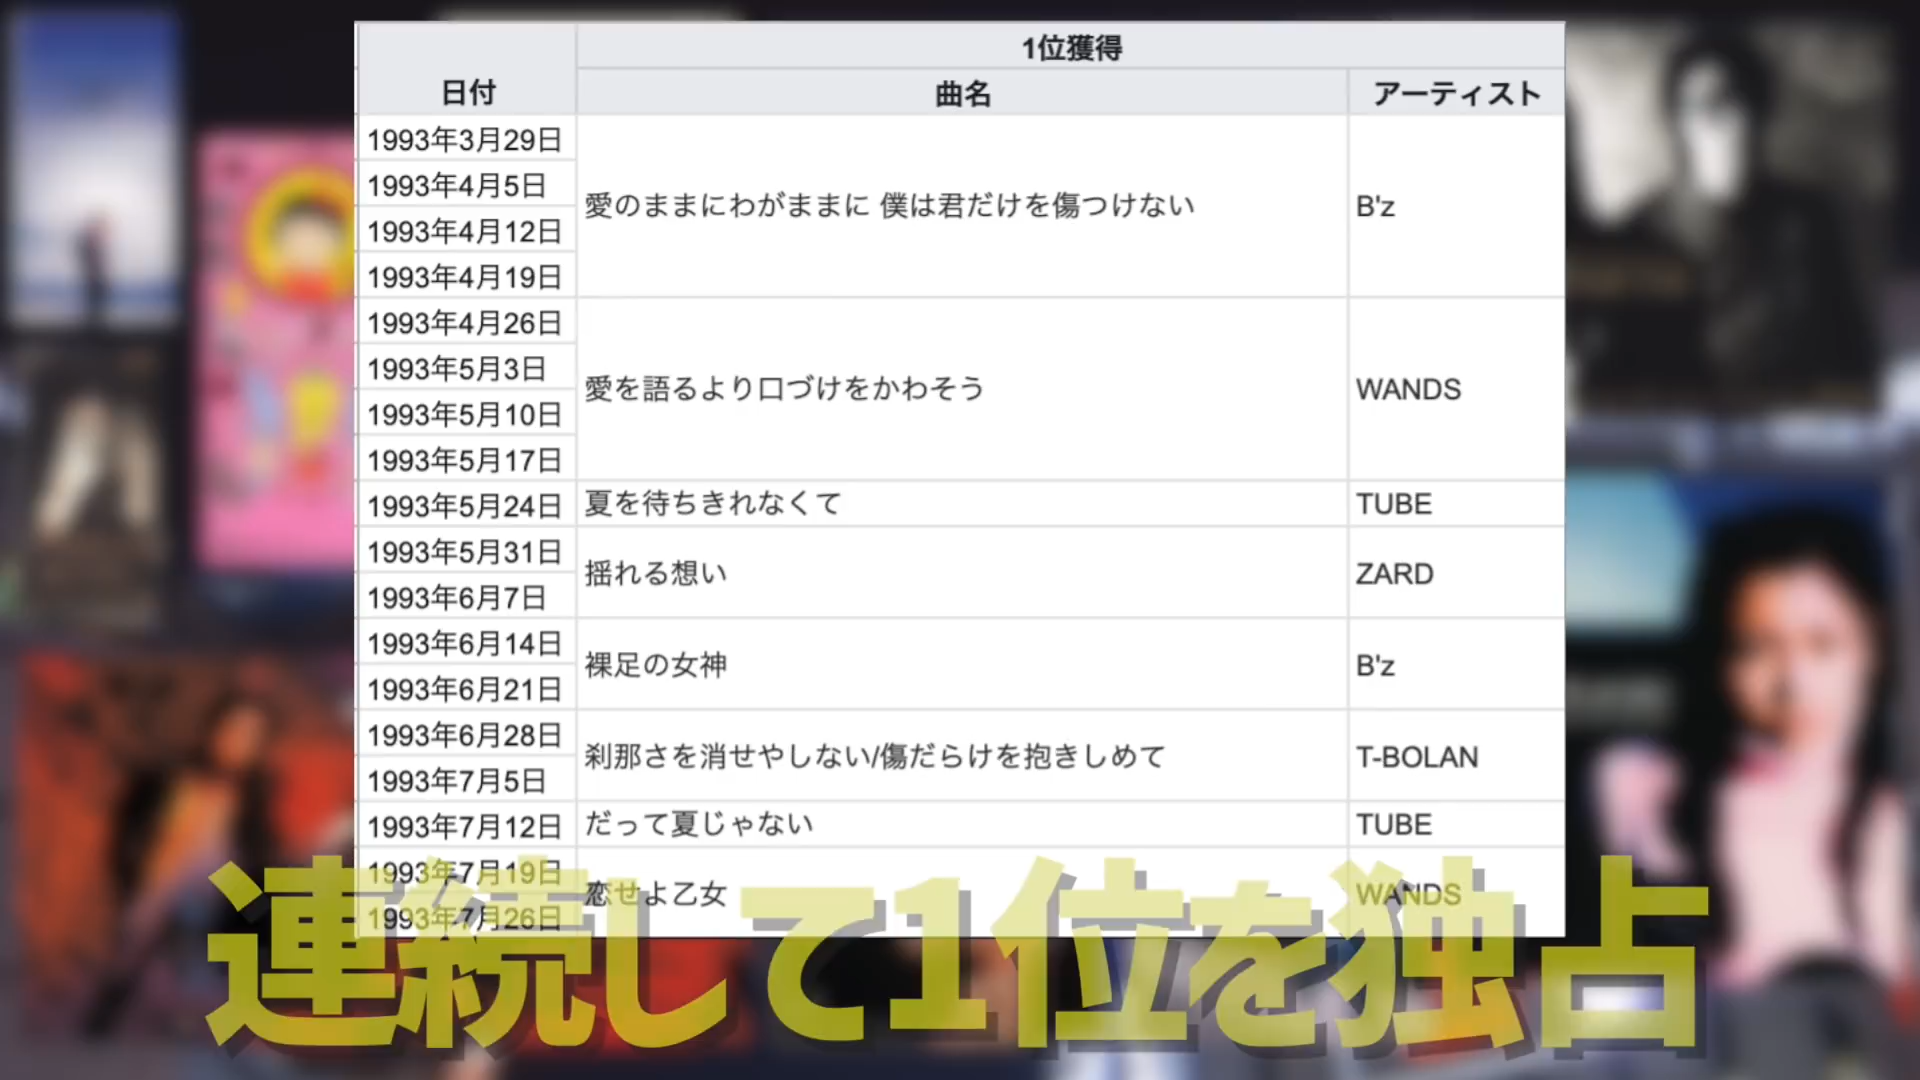 1位獲得
日付 曲名 アーティスト
1993年3月29日
1993年4月5日
愛のままにわがままに 僕は君だけを傷つけない B'z
1993年4月12日
1993年4月19日
1993年4月26日
1993年5月3日
愛を語るより口づけをかわそう WANDS
1993年5月10日
1993年5月17日
1993年5月24日 夏を待ちきれなくて TUBE
1993年5月31日
揺れる想い ZARD
1993年6月7日
1993年6月14日
裸足の女神 B'z
1993年6月21日
1993年6月28日
刹那さを消せやしない/傷だらけを抱きしめて T-BOLAN
1993年7月5日
1993年7月12日 だって夏じゃない TUBE
1993年7月19日
恋せよ乙女 WANDS
1993年7月26日
連続して1位を独占